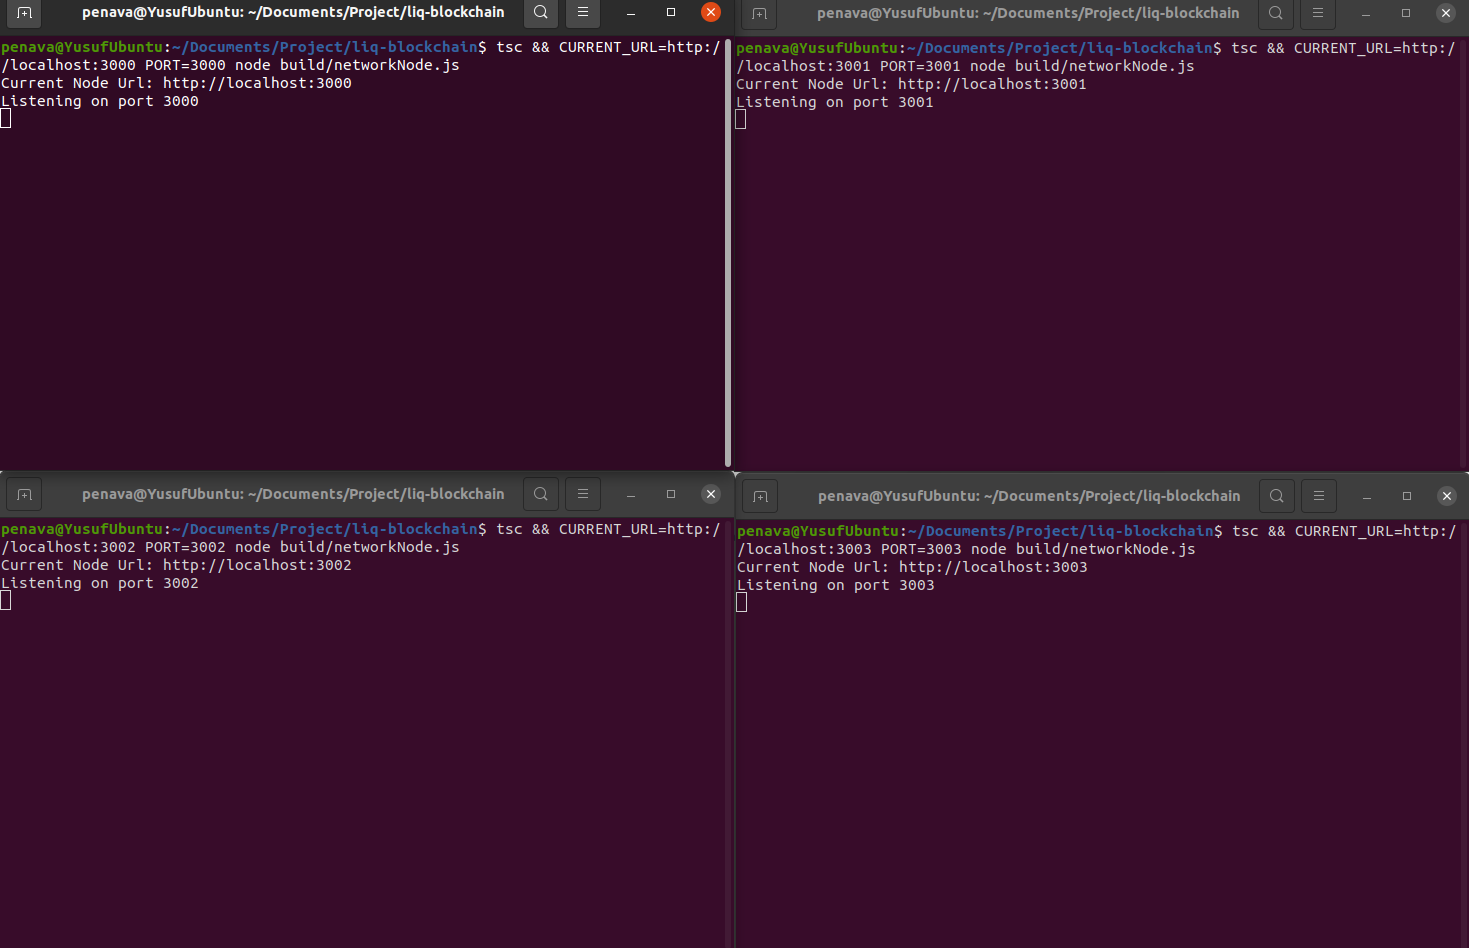 penava@YusufUbuntu: ~/Documents/Project/liq-blockchain
penava@YusufUbuntu:~/Documents/Project/liq-blockchain$ tsc && CURRENT_URL=http:/
/localhost:3000 PORT=3000 node build/networkNode.js
Current Node Url: http://localhost:3000
Listening on port 3000
penava@YusufUbuntu: ~/Documents/Project/liq-blockchain
penava@YusufUbuntu:~/Documents/Project/liq-blockchain$ tsc && CURRENT_URL=http:/
/localhost:3001 PORT=3001 node build/networkNode.js
Current Node Url: http://localhost:3001
Listening on port 3001
penava@YusufUbuntu: ~/Documents/Project/liq-blockchain
penava@YusufUbuntu:~/Documents/Project/liq-blockchain$ tsc && CURRENT_URL=http:/
/localhost:3002 PORT=3002 node build/networkNode.js
Current Node Url: http://localhost:3002
Listening on port 3002
penava@YusufUbuntu: ~/Documents/Project/liq-blockchain
penava@YusufUbuntu:~/Documents/Project/liq-blockchain$ tsc && CURRENT_URL=http:/
/localhost:3003 PORT=3003 node build/networkNode.js
Current Node Url: http://localhost:3003
Listening on port 3003